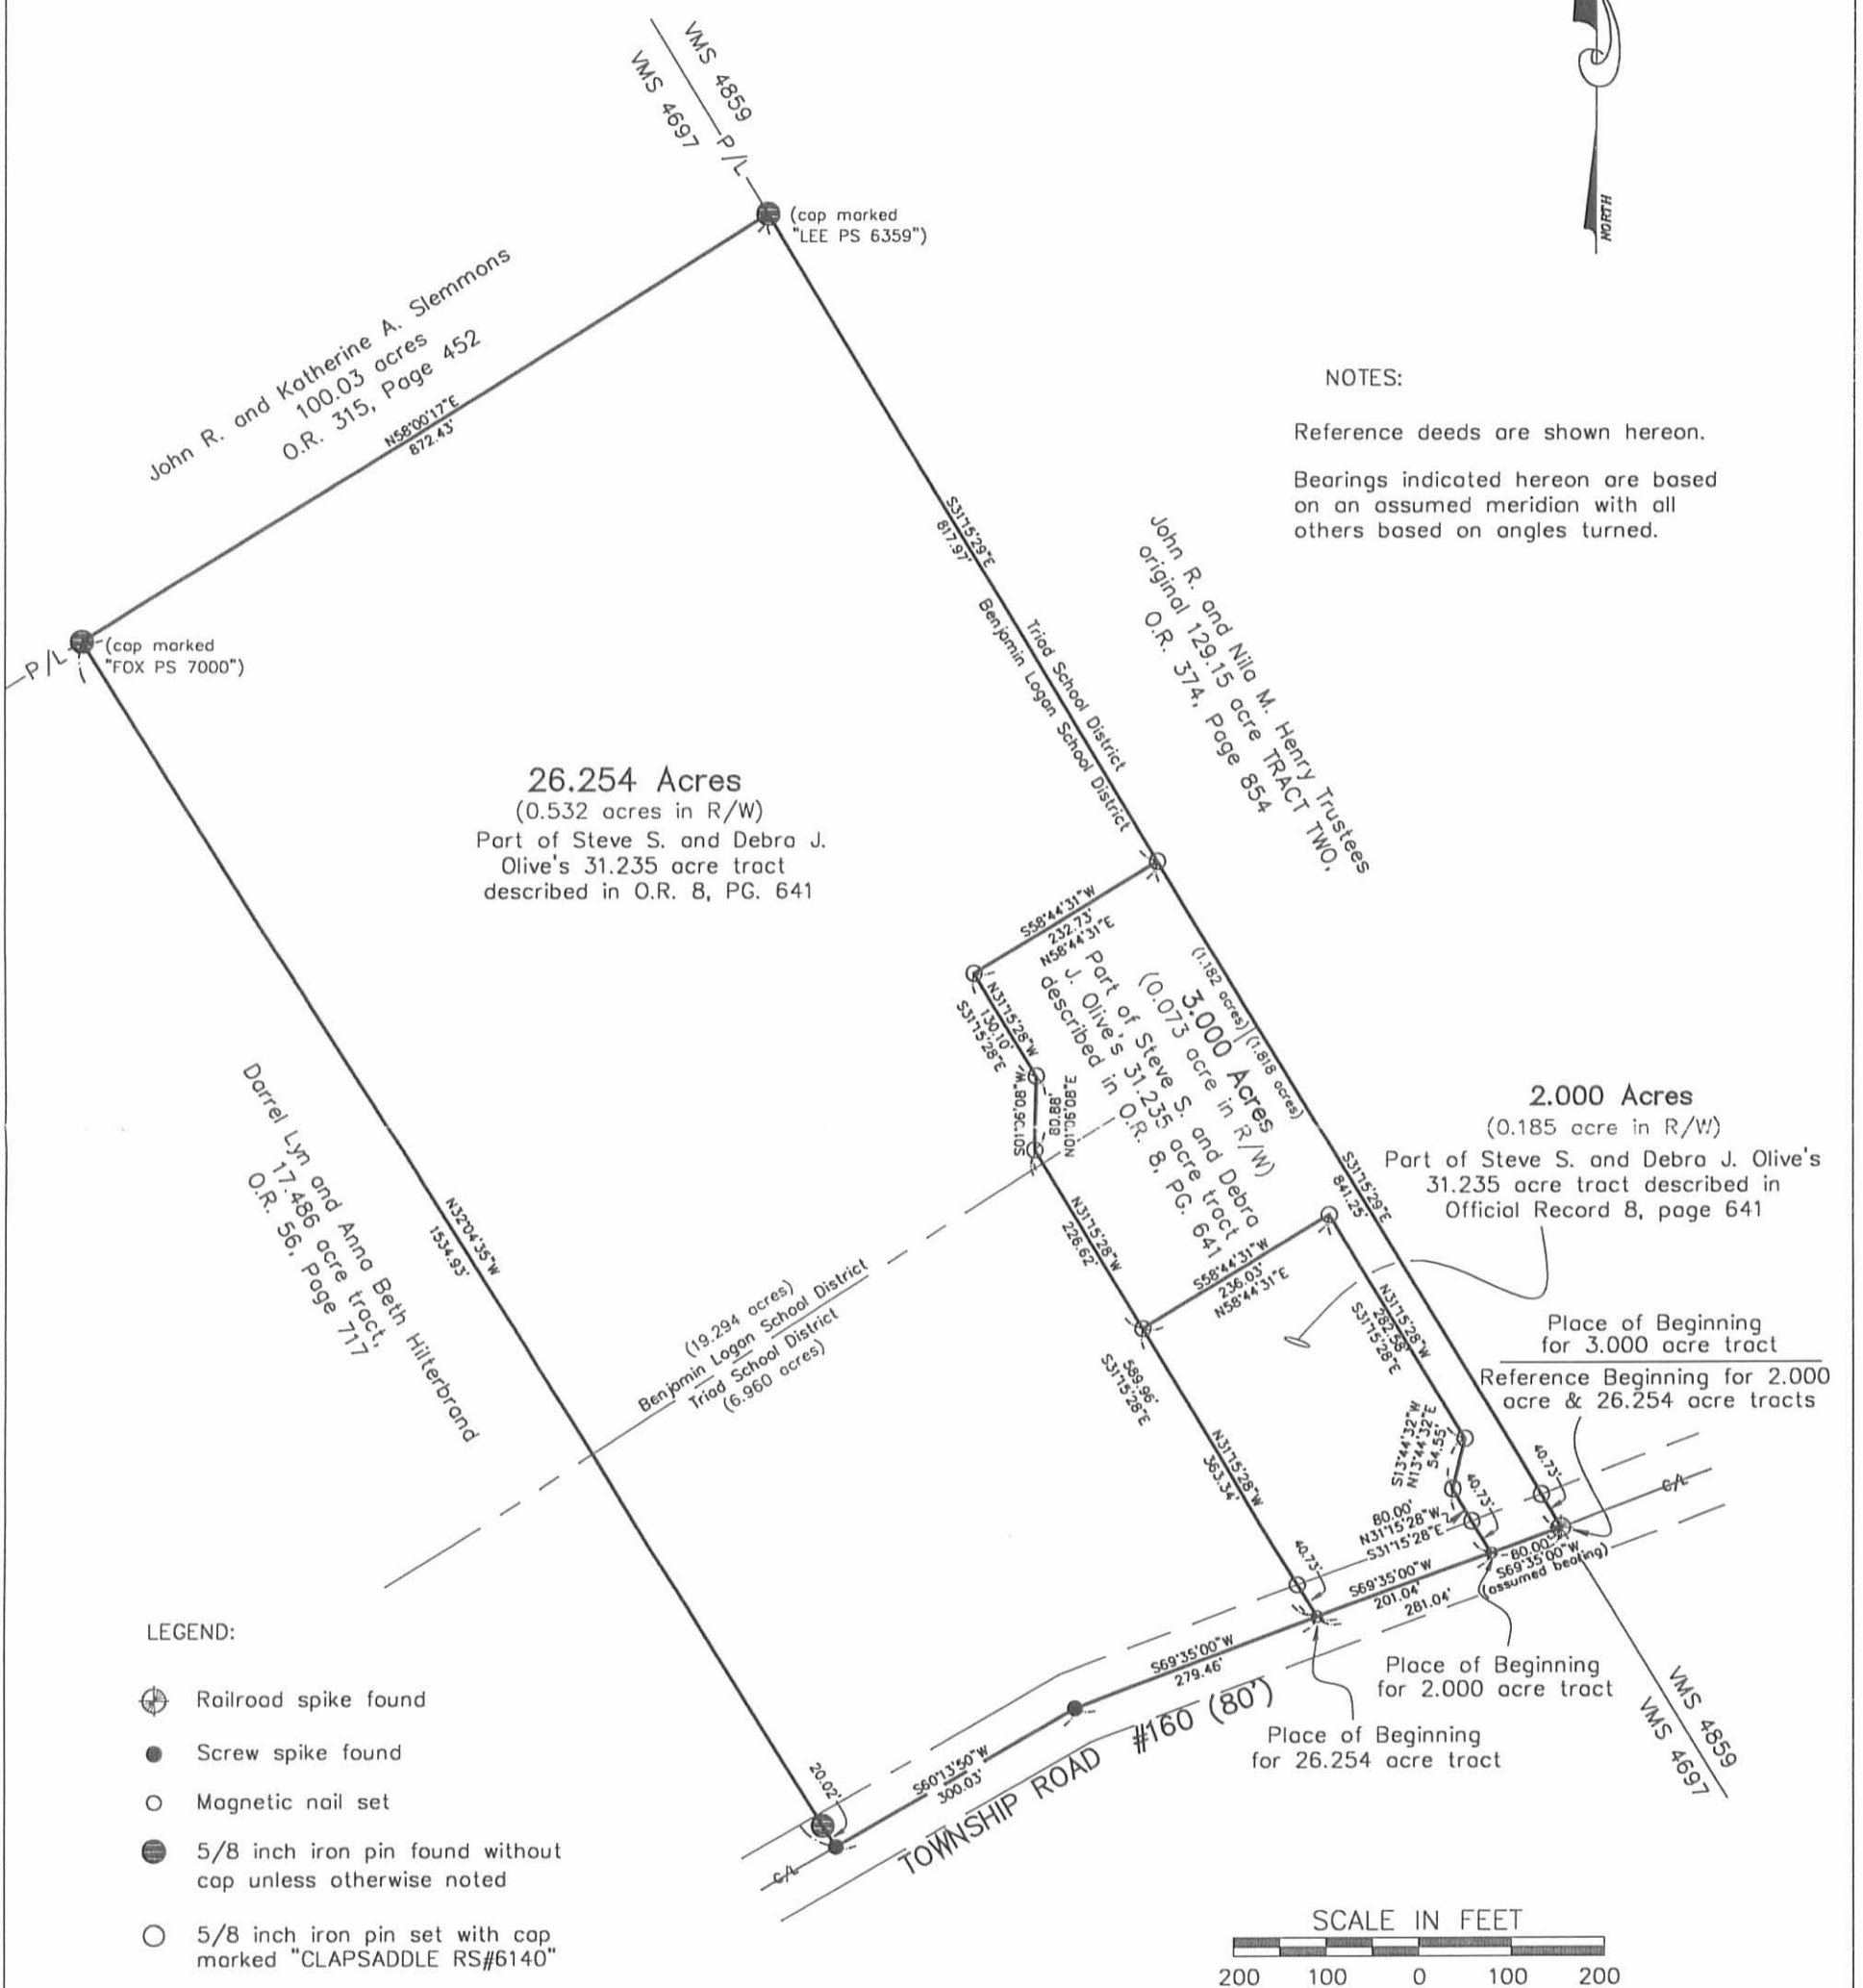 VMS 4859
VMS 4697
P/L
NORTH
(cap marked
"LEE PS 6359")
John R. and Katherine A. Slemmons
100.03 acres
O.R. 315, Page 452
N58°00'17"E
872.43'
NOTES:
Reference deeds are shown hereon.
Bearings indicated hereon are based
on an assumed meridian with all
others based on angles turned.
P/L
(cap marked
"FOX PS 7000")
S31°15'29"E
817.97'
Triad School District
Benjamin Logan School District
John R. and Nila M. Henry Trustees
original 129.15 acre TRACT TWO,
O.R. 374, Page 854
26.254 Acres
(0.532 acres in R/W)
Part of Steve S. and Debra J.
Olive's 31.235 acre tract
described in O.R. 8, PG. 641
S58°44'31"W
232.73'
N58°44'31"E
N31°15'28"W
130.10'
S31°15'28"E
S01°06'08"W
80.88'
N01°06'08"E
(1.182 acres)
(1.818 acres)
3.000 Acres
(0.073 acre in R/W)
Part of Steve S. and Debra
J. Olive's 31.235 acre tract
described in O.R. 8, PG. 641
2.000 Acres
(0.185 acre in R/W)
Part of Steve S. and Debra J. Olive's
31.235 acre tract described in
Official Record 8, page 641
S31°15'29"E
841.25'
Darrel Lyn and Anna Beth Hilterbrand
17.486 acre tract,
O.R. 56, Page 717
N32°04'35"W
1534.93'
N31°15'28"W
226.62'
S58°44'31"W
236.03'
N58°44'31"E
(19.294 acres)
Benjamin Logan School District
Triad School District
(6.960 acres)
N31°15'28"W
282.58'
S31°15'28"E
Place of Beginning
for 3.000 acre tract
Reference Beginning for 2.000
acre & 26.254 acre tracts
589.96'
S31°15'28"E
N31°15'28"W
363.34'
S13°44'32"W
N13°44'32"E
54.55'
40.73'
40.73'
80.00'
N31°15'28"W
S31°15'28"E
C/L
40.73'
80.00'
S69°35'00"W
(assumed bearing)
S69°35'00"W
201.04'
281.04'
S69°35'00"W
279.46'
Place of Beginning
for 2.000 acre tract
Place of Beginning
for 26.254 acre tract
VMS 4859
VMS 4697
20.02'
S60°13'50"W
300.03'
TOWNSHIP ROAD #160 (80')
C/L
LEGEND:
Railroad spike found
Screw spike found
Magnetic nail set
5/8 inch iron pin found without
cap unless otherwise noted
5/8 inch iron pin set with cap
marked "CLAPSADDLE RS#6140"
SCALE IN FEET
200 100 0 100 200